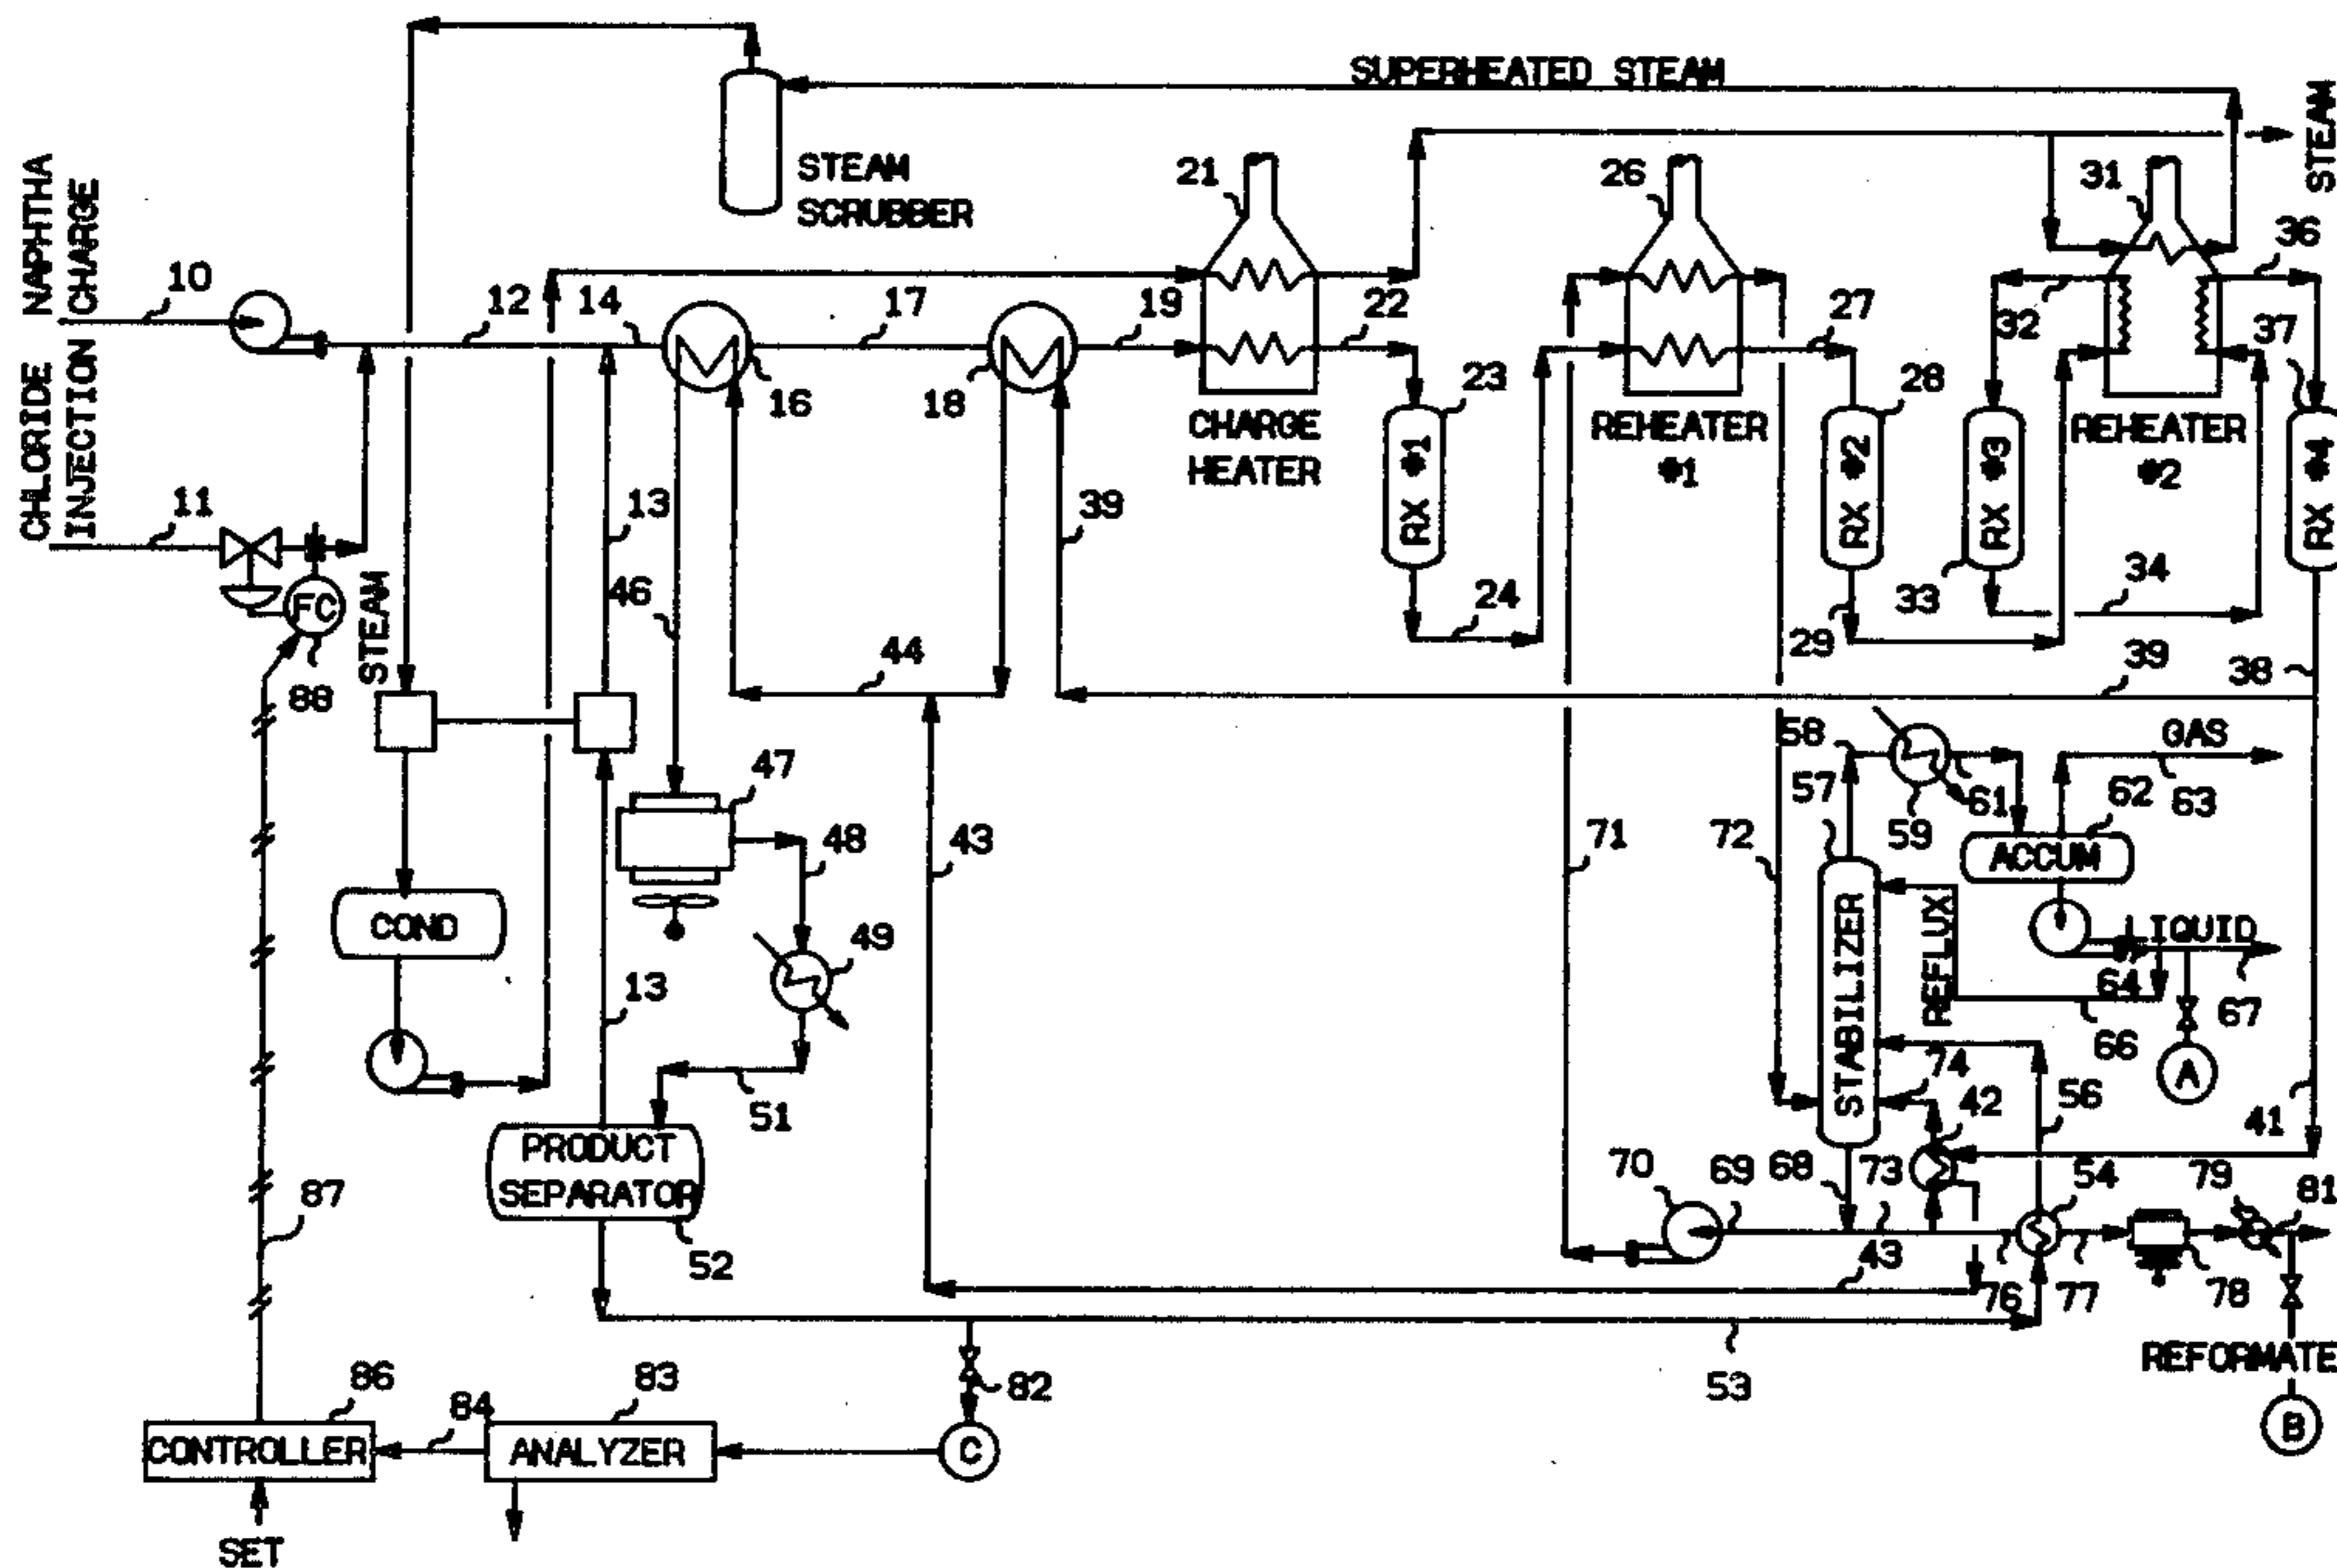 SUPERHEATED STEAM
STEAM
STEAM
SCRUBBER
CHLORIDE NAPHTHA
INJECTION CHARGE
10
12
14
17
19
21
22
26
27
31
32
36
37
16
18
23
28
CHARGE
HEATER
REHEATER
#1
REHEATER
#2
RX #1
RX #2
RX #3
RX #4
11
FC
88
STEAM
13
46
39
24
29
33
34
44
39
38
47
48
43
49
COND
13
51
PRODUCT
SEPARATOR
52
71
72
58
57
59
61
GAS
62
63
ACCUM
STABILIZER
REFLUX
LIQUID
64
66
67
A
74
42
56
41
70
69
68
73
54
79
81
43
76
77
78
REFORMATE
B
53
87
86
CONTROLLER
84
83
ANALYZER
82
C
SET